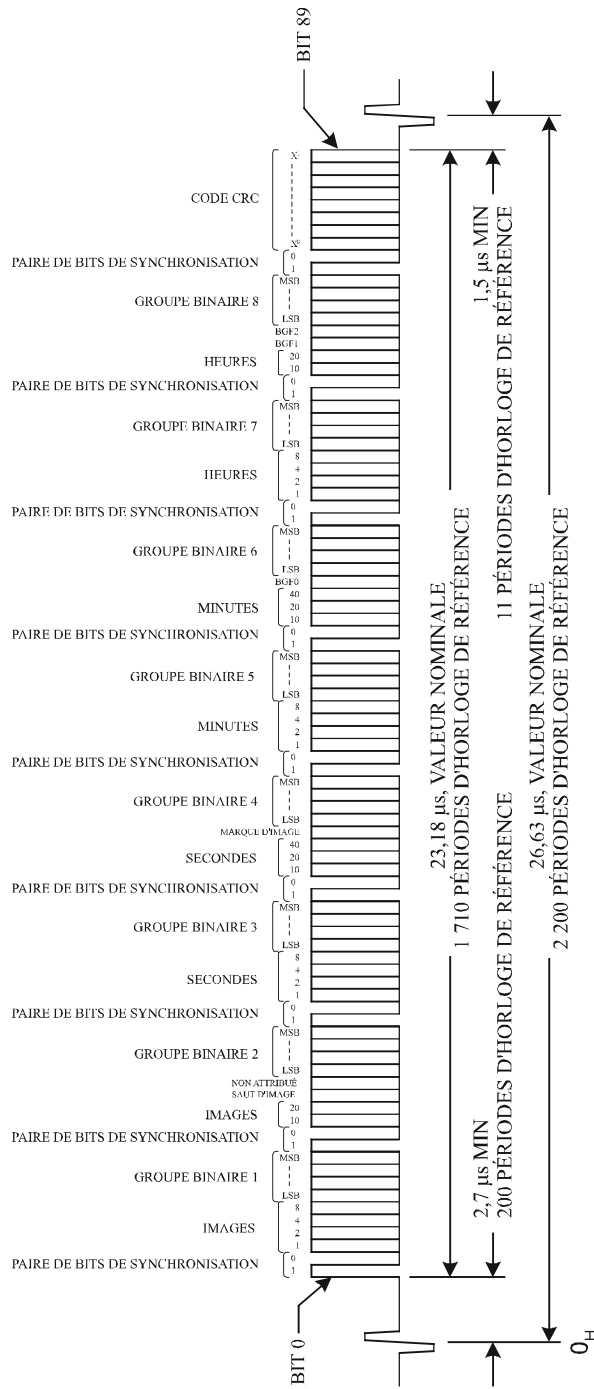 BIT 89
CODE CRC
PAIRE DE BITS DE SYNCHRONISATION
0
1
GROUPE BINAIRE 8
MSB
LSB
BGF2
BGF1
HEURES
20
10
PAIRE DE BITS DE SYNCHRONISATION
0
1
GROUPE BINAIRE 7
MSB
LSB
HEURES
8
4
2
1
PAIRE DE BITS DE SYNCHRONISATION
0
1
GROUPE BINAIRE 6
MSB
LSB
BGF0
MINUTES
40
20
10
PAIRE DE BITS DE SYNCHRONISATION
0
1
GROUPE BINAIRE 5
MSB
LSB
MINUTES
8
4
2
1
PAIRE DE BITS DE SYNCHRONISATION
0
1
GROUPE BINAIRE 4
MSB
LSB
MARQUE D'IMAGE
SECONDES
40
20
10
PAIRE DE BITS DE SYNCHRONISATION
0
1
GROUPE BINAIRE 3
MSB
LSB
SECONDES
8
4
2
1
PAIRE DE BITS DE SYNCHRONISATION
0
1
GROUPE BINAIRE 2
MSB
LSB
NON ATTRIBUÉ
SAUT D'IMAGE
IMAGES
20
10
PAIRE DE BITS DE SYNCHRONISATION
0
1
GROUPE BINAIRE 1
MSB
LSB
IMAGES
8
4
2
1
PAIRE DE BITS DE SYNCHRONISATION
0
1
BIT 0
23,18 µs, VALEUR NOMINALE
1 710 PÉRIODES D'HORLOGE DE RÉFÉRENCE
2,7 µs MIN
200 PÉRIODES D'HORLOGE DE RÉFÉRENCE
1,5 µs MIN
11 PÉRIODES D'HORLOGE DE RÉFÉRENCE
26,63 µs, VALEUR NOMINALE
2 200 PÉRIODES D'HORLOGE DE RÉFÉRENCE
0H